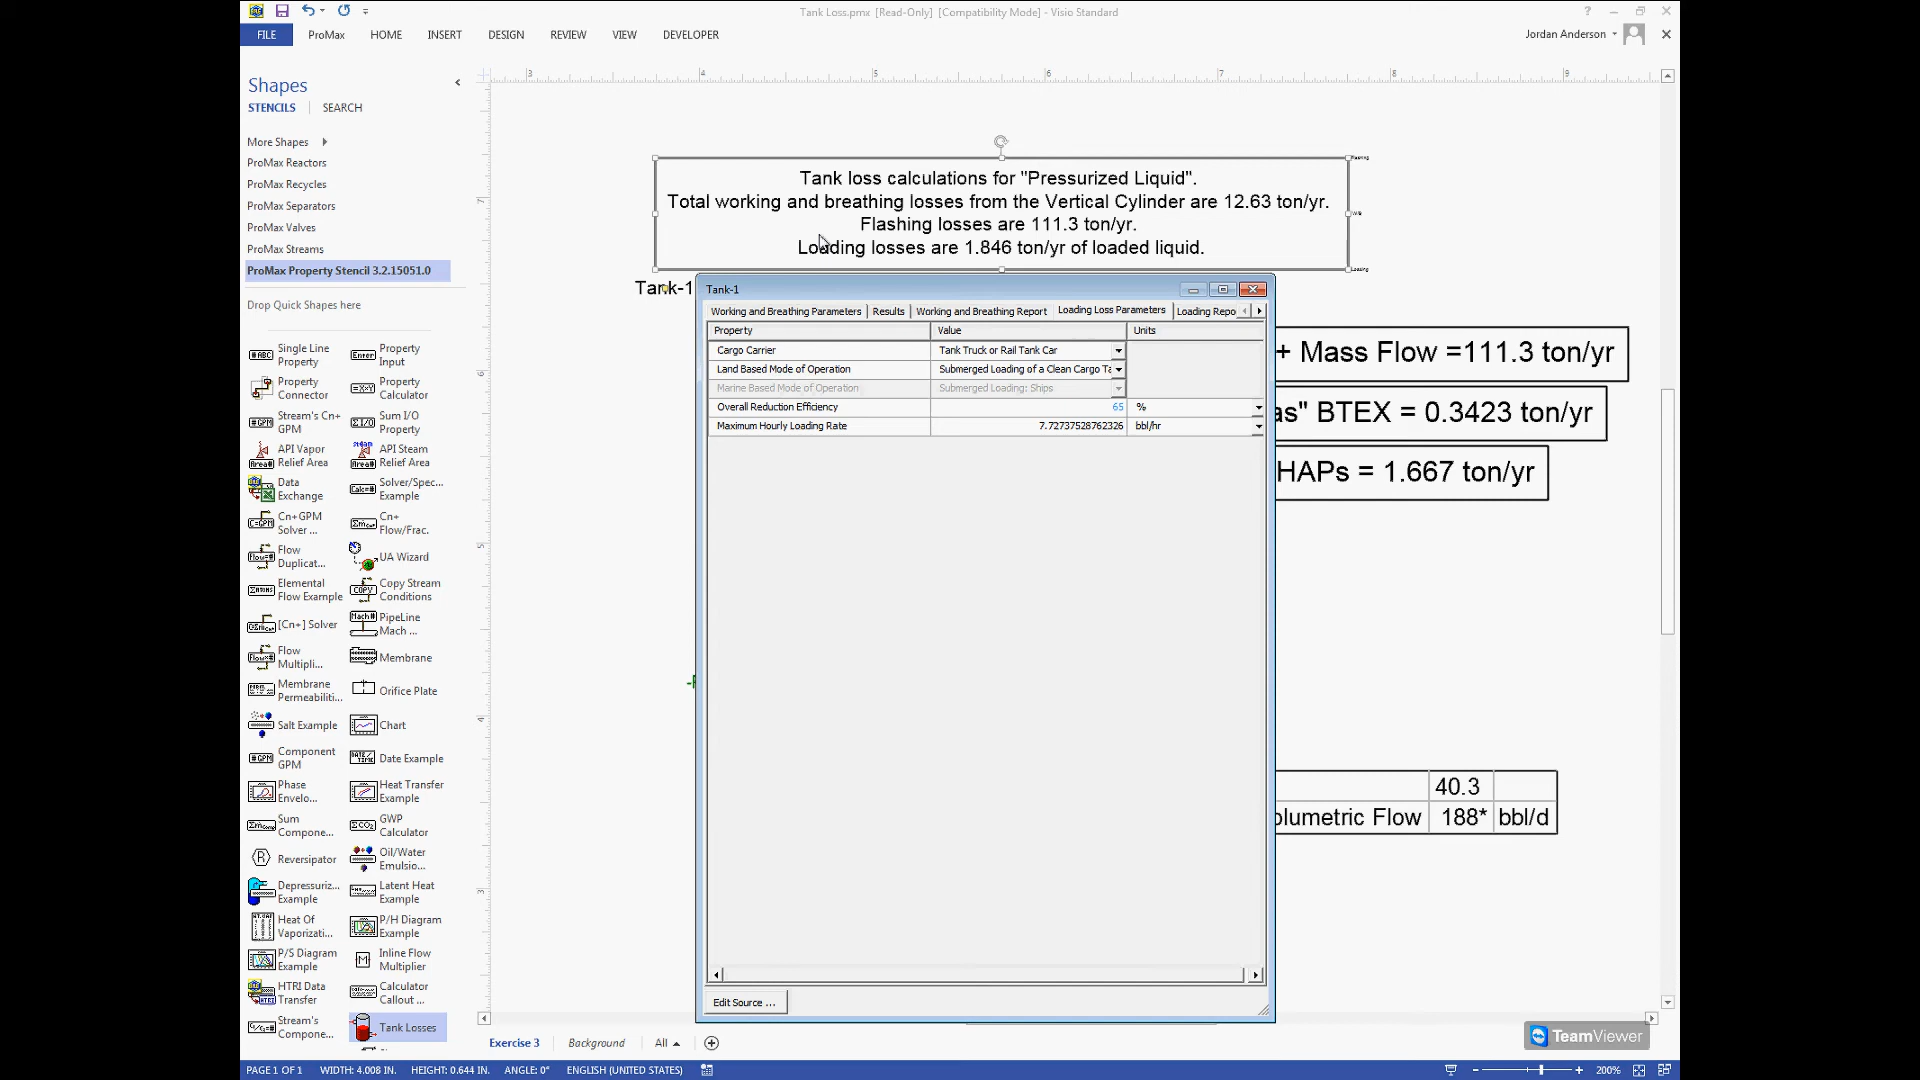 Tank Loss.pmx [Read-Only] [Compatibility Mode] - Visio Standard
FILE ProMax HOME INSERT DESIGN REVIEW VIEW DEVELOPER
Jordan Anderson
Shapes
STENCILS SEARCH
More Shapes
ProMax Reactors
ProMax Recycles
ProMax Separators
ProMax Valves
ProMax Streams
ProMax Property Stencil 3.2.15051.0
Drop Quick Shapes here
Single Line Property
Property Input
Property Connector
Property Calculator
Stream's Cn+ Flow
Sum I/O Property
API Vapor Relief Area
API Steam Relief Area
Data Exchange
Solver/Spec... Example
Cn+GPM Solver ...
Cn+ Flow/Frac.
Flow Duplicat...
UA Wizard
Elemental Flow Example
Copy Stream Conditions
[Cn+] Solver
PipeLine Mach ...
Flow Multipli...
Membrane
Membrane Permeabiliti...
Orifice Plate
Salt Example
Chart
Component GPM
Date Example
Phase Envelo...
Heat Transfer Example
Sum Compone...
GWP Calculator
Reversipator
Oil/Water Emulsio...
Depressuriz... Example
Latent Heat Example
Heat Of Vaporizati...
P/H Diagram Example
P/S Diagram Example
Inline Flow Multiplier
HTRI Data Transfer
Calculator Callout ...
Stream's Compone...
Tank Losses
3 4 5 6 7 8 9
7
5
4
3
Tank loss calculations for "Pressurized Liquid".
Total working and breathing losses from the Vertical Cylinder are 12.63 ton/yr.
Flashing losses are 111.3 ton/yr.
Loading losses are 1.846 ton/yr of loaded liquid.
Flashing
W/B
Loading
Tank-1
Tank-1
Working and Breathing Parameters Results Working and Breathing Report Loading Loss Parameters Loading Repo
Property Value Units
Cargo Carrier Tank Truck or Rail Tank Car
Land Based Mode of Operation Submerged Loading of a Clean Cargo Ta
Marine Based Mode of Operation Submerged Loading: Ships
Overall Reduction Efficiency 65 %
Maximum Hourly Loading Rate 7.72737528762326 bbl/hr
Edit Source ...
+ Mass Flow =111.3 ton/yr
as" BTEX = 0.3423 ton/yr
HAPs = 1.667 ton/yr
40.3
olumetric Flow 188* bbl/d
TeamViewer
Exercise 3 Background All
PAGE 1 OF 1 WIDTH: 4.008 IN. HEIGHT: 0.644 IN. ANGLE: 0° ENGLISH (UNITED STATES)
200%